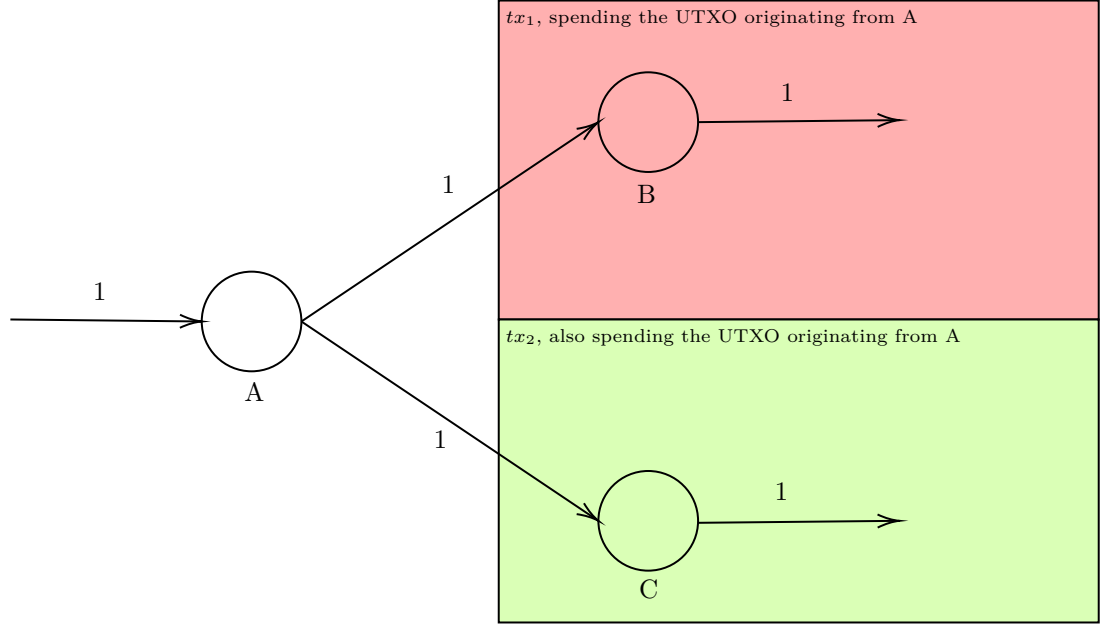 tx₁, spending the UTXO originating from A
1
1
B
1
A
tx₂, also spending the UTXO originating from A
1
1
C